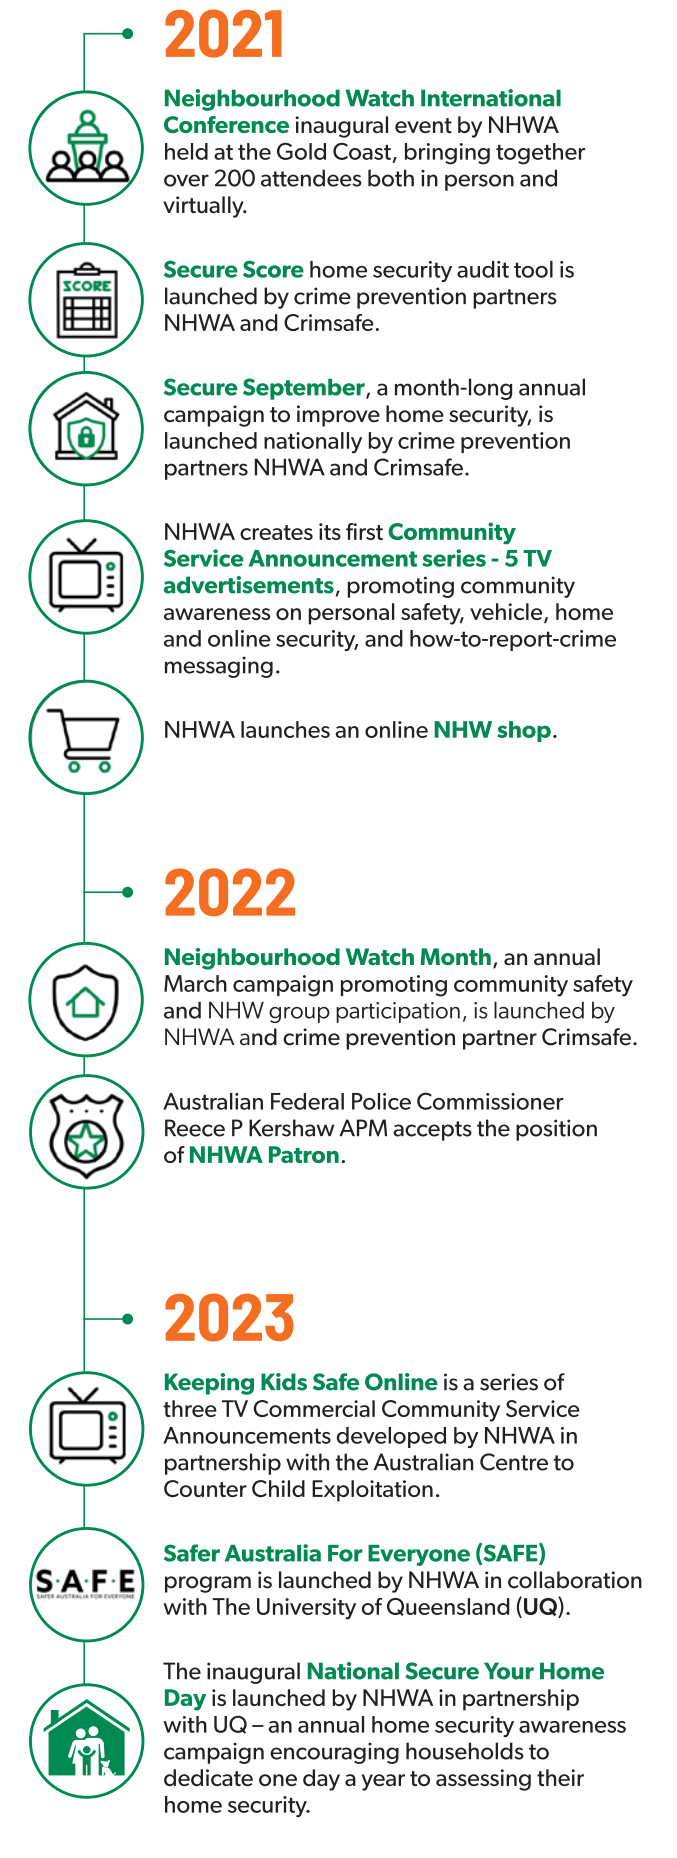 2021
Neighbourhood Watch International
Conference inaugural event by NHWA
held at the Gold Coast, bringing together
over 200 attendees both in person and
virtually.
SCORE
Secure Score home security audit tool is
launched by crime prevention partners
NHWA and Crimsafe.
Secure September, a month-long annual
campaign to improve home security, is
launched nationally by crime prevention
partners NHWA and Crimsafe.
NHWA creates its first Community
Service Announcement series - 5 TV
advertisements, promoting community
awareness on personal safety, vehicle, home
and online security, and how-to-report-crime
messaging.
NHWA launches an online NHW shop.
2022
Neighbourhood Watch Month, an annual
March campaign promoting community safety
and NHW group participation, is launched by
NHWA and crime prevention partner Crimsafe.
Australian Federal Police Commissioner
Reece P Kershaw APM accepts the position
of NHWA Patron.
2023
Keeping Kids Safe Online is a series of
three TV Commercial Community Service
Announcements developed by NHWA in
partnership with the Australian Centre to
Counter Child Exploitation.
S·A·F·E
SAFER AUSTRALIA FOR EVERYONE
Safer Australia For Everyone (SAFE)
program is launched by NHWA in collaboration
with The University of Queensland (UQ).
The inaugural National Secure Your Home
Day is launched by NHWA in partnership
with UQ – an annual home security awareness
campaign encouraging households to
dedicate one day a year to assessing their
home security.